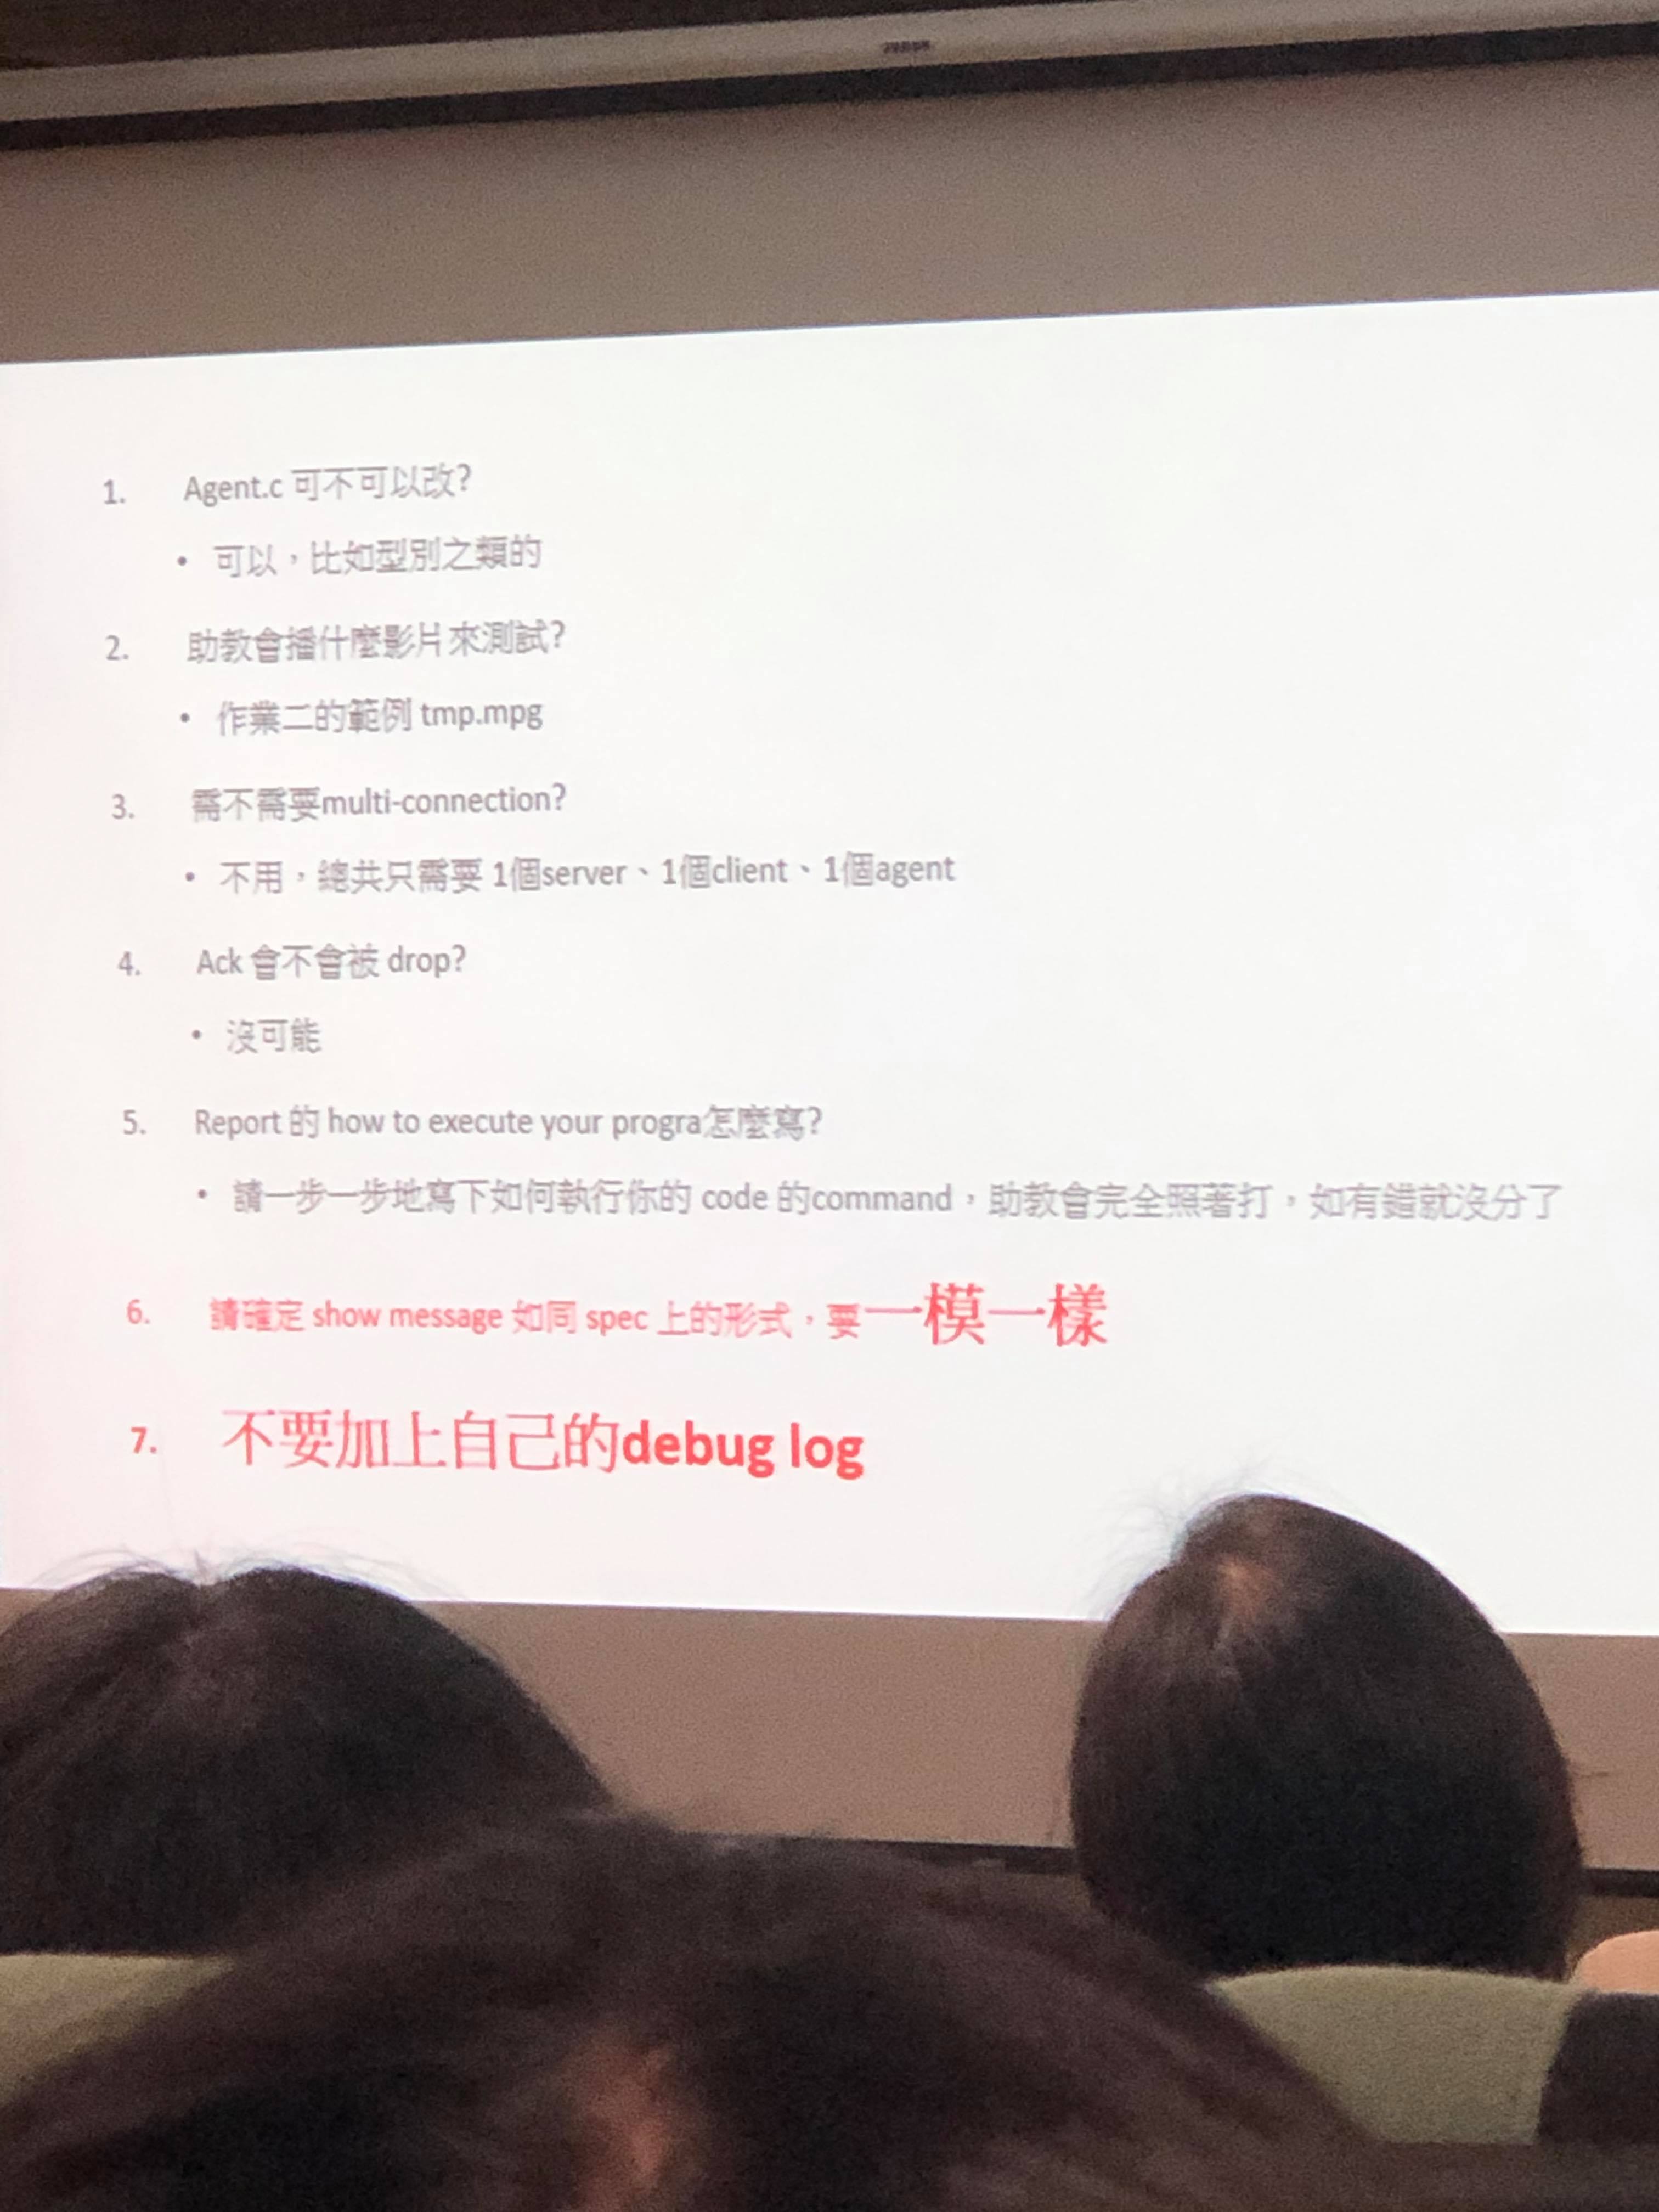 1. Agent.c 可不可以改?
• 可以，比如型別之類的
2. 助教會播什麼影片來測試?
• 作業二的範例 tmp.mpg
3. 需不需要multi-connection?
• 不用，總共只需要 1個server、1個client、1個agent
4. Ack 會不會被 drop?
• 沒可能
5. Report 的 how to execute your progra怎麼寫?
• 請一步一步地寫下如何執行你的 code 的command，助教會完全照著打，如有錯就沒分了
6. 請確定 show message 如同 spec 上的形式，要一模一樣
7. 不要加上自己的debug log